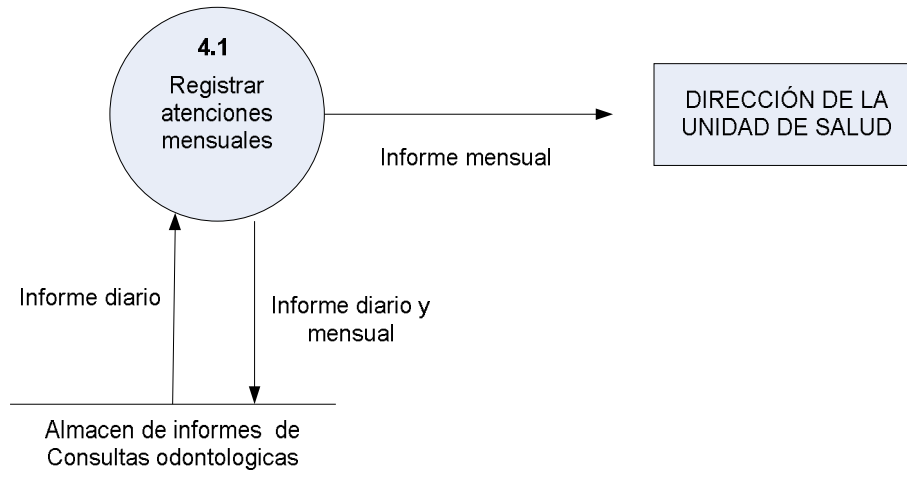 4.1
Registrar
atenciones
mensuales
DIRECCIÓN DE LA
UNIDAD DE SALUD
Informe mensual
Informe diario
Informe diario y
mensual
Almacen de informes de
Consultas odontologicas